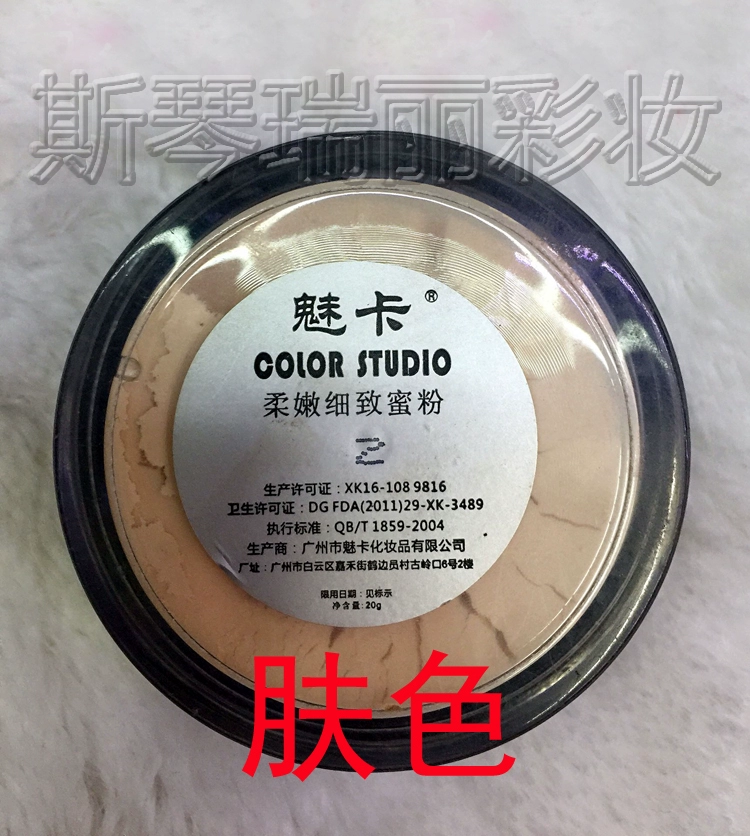 斯琴瑞丽彩妆
魅卡®
COLOR STUDIO
柔嫩细致蜜粉
2
生产许可证：XK16-108 9816
卫生许可证：DG FDA(2011)29-XK-3489
执行标准：QB/T 1859-2004
生产商：广州市魅卡化妆品有限公司
厂址：广州市白云区嘉禾街鹤边员村古岭口6号2楼
限用日期：见标示
净含量:20g
肤色